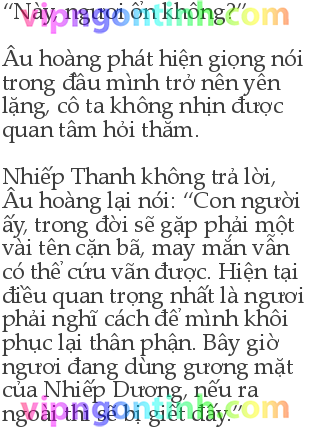 “Này, ngươi ổn không?”
Âu hoàng phát hiện giọng nói
trong đầu mình trở nên yên
lặng, cô ta không nhịn được
quan tâm hỏi thăm.
Nhiếp Thanh không trả lời,
Âu hoàng lại nói: “Con người
ấy, trong đời sẽ gặp phải một
vài tên cặn bã, may mắn vẫn
có thể cứu vãn được. Hiện tại
điều quan trọng nhất là ngươi
phải nghĩ cách để mình khôi
phục lại thân phận. Bây giờ
ngươi đang dùng gương mặt
của Nhiếp Dương, nếu ra
ngoài thì sẽ bị giết đấy.”
vipngontinh.com
vipngontinh.com